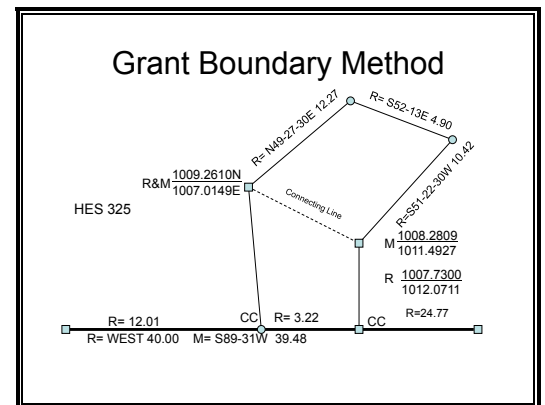 Grant Boundary Method
R= N49-27-30E 12.27
R= S52-13E 4.90
R=S51-22-30W 10.42
R&M 1009.2610N
1007.0149E
Connecting Line
HES 325
M 1008.2809
1011.4927
R 1007.7300
1012.0711
R= 12.01
CC
R= 3.22
CC
R=24.77
R= WEST 40.00 M= S89-31W 39.48